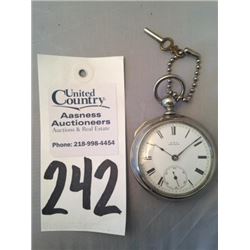 United
Country
Aasness
Auctioneers
Auctions & Real Estate
Phone: 218-998-4454
242